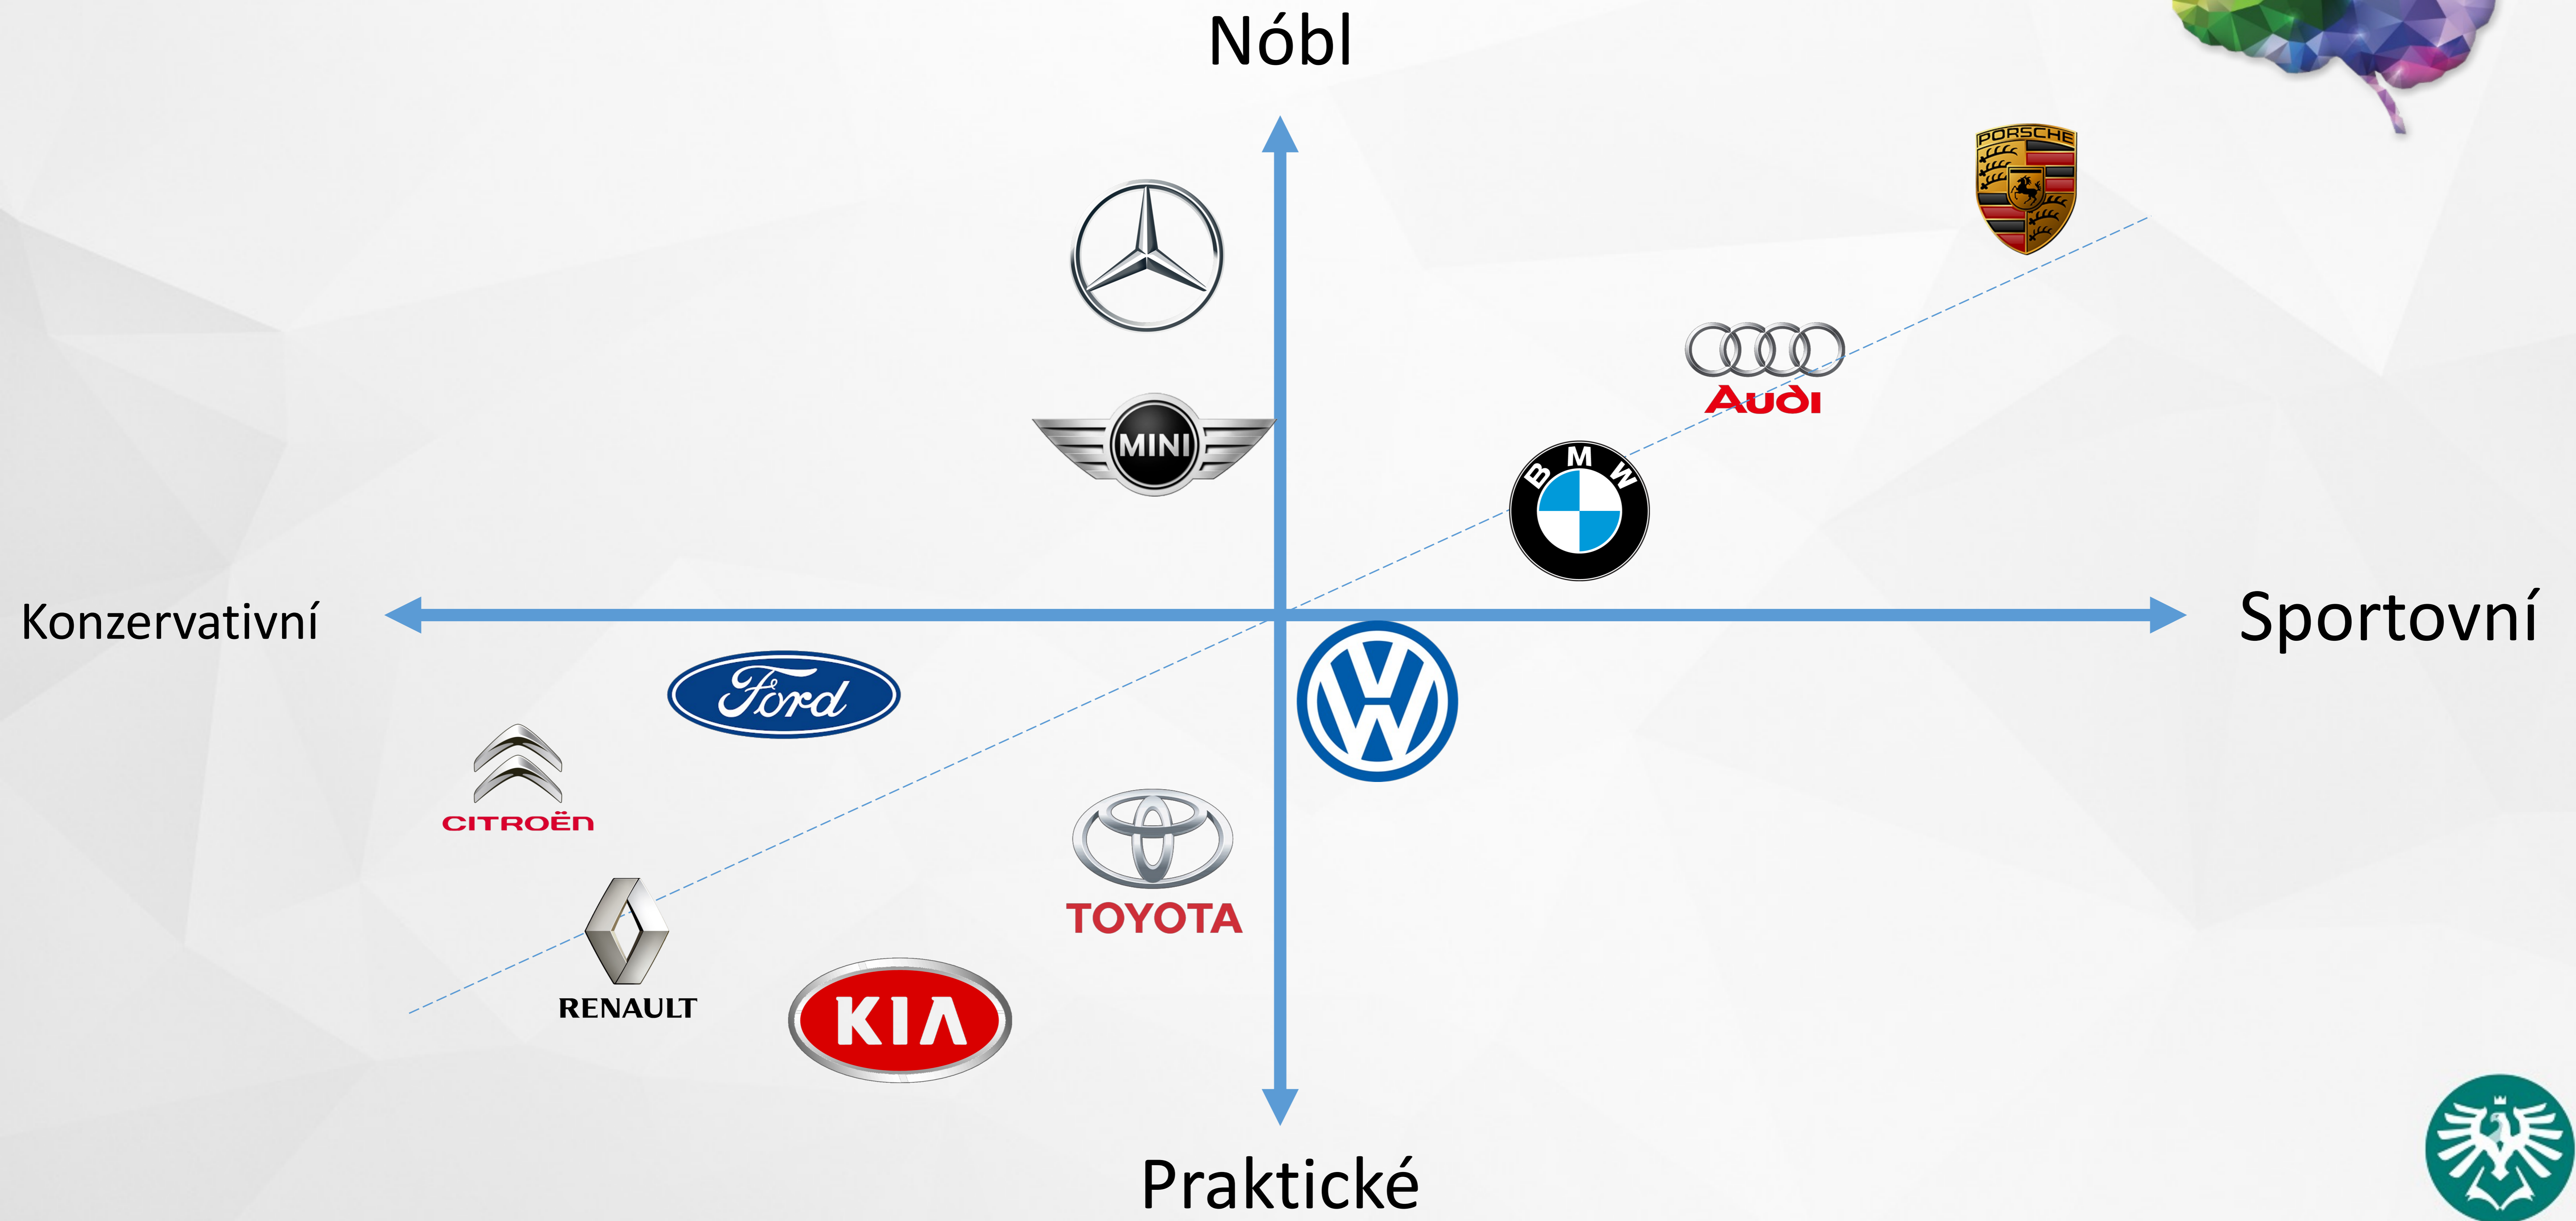 Nóbl
PORSCHE
Audi
MINI
BMW
Konzervativní
Sportovní
Ford
CITROËN
TOYOTA
RENAULT
KIA
Praktické